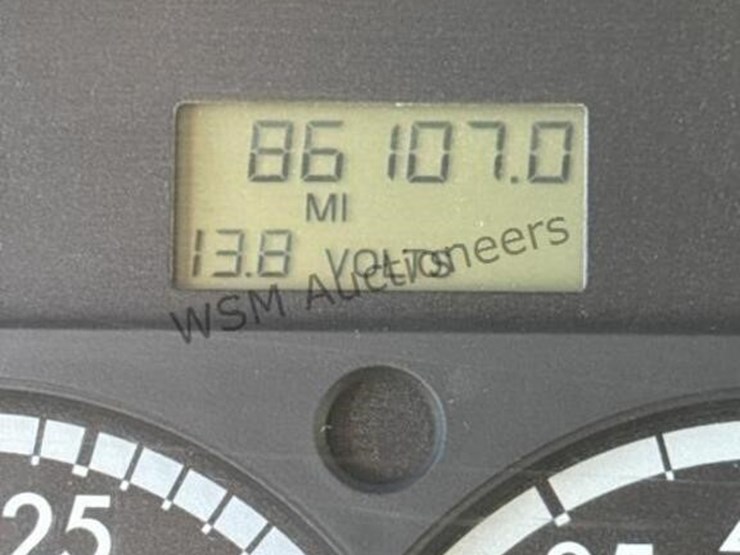 86107.0
MI
13.8 VOLTS
WSM Auctioneers
25